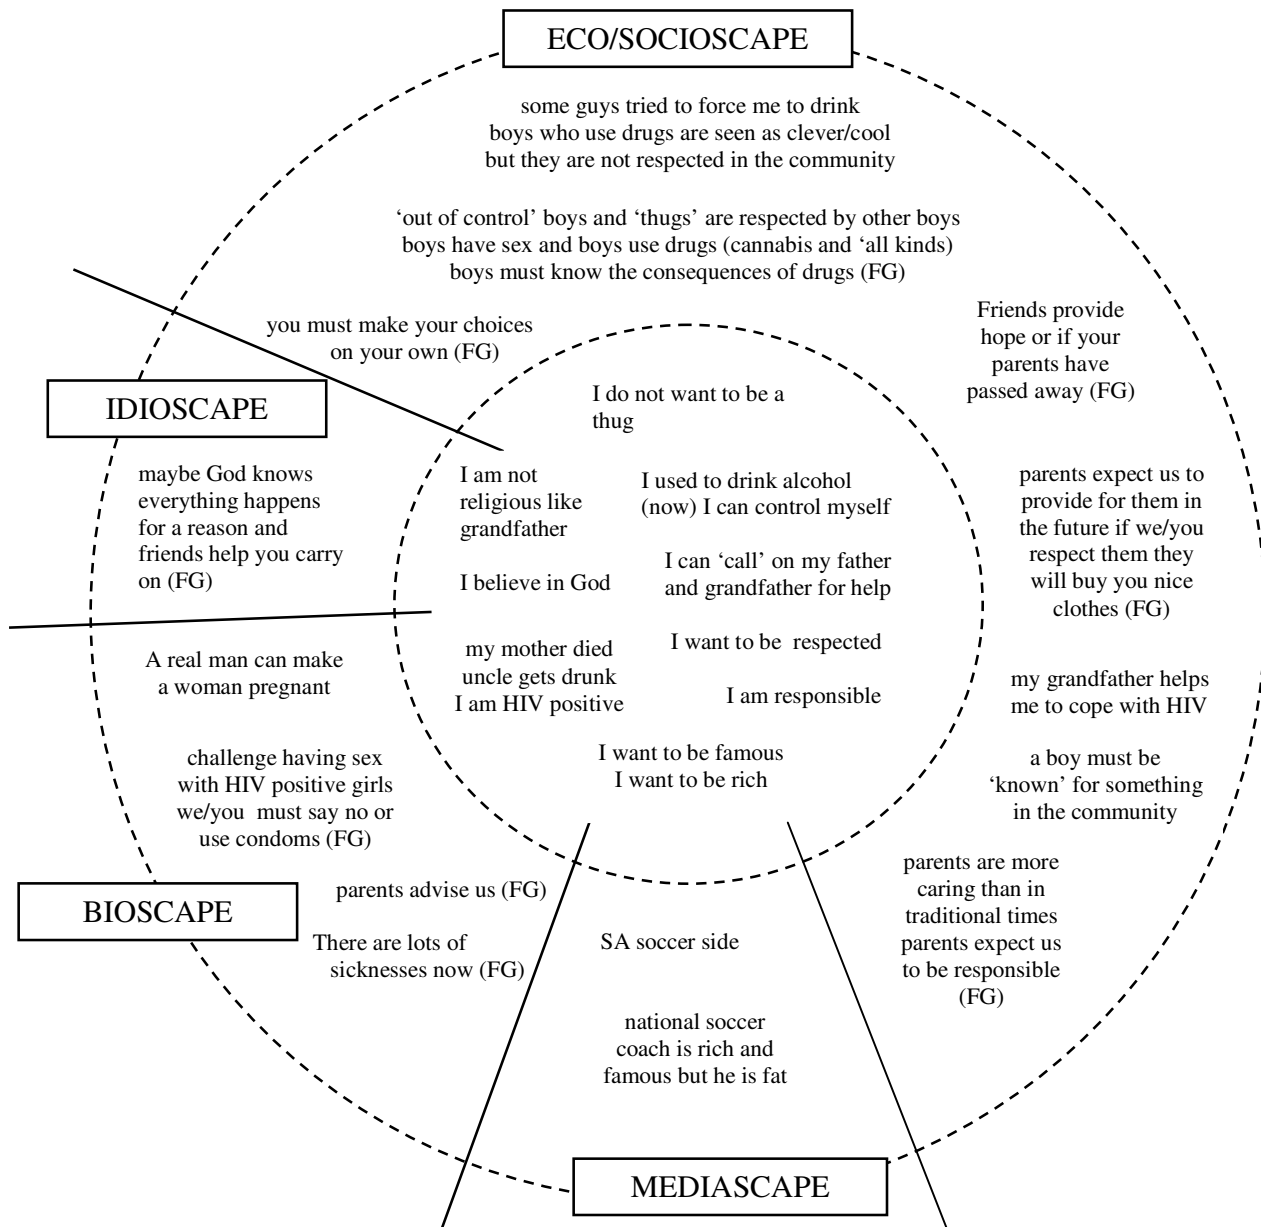 ECO/SOCIOSCAPE
some guys tried to force me to drink
boys who use drugs are seen as clever/cool
but they are not respected in the community
‘out of control’ boys and ‘thugs’ are respected by other boys
boys have sex and boys use drugs (cannabis and ‘all kinds)
boys must know the consequences of drugs (FG)
you must make your choices
on your own (FG)
Friends provide
hope or if your
parents have
passed away (FG)
IDIOSCAPE
maybe God knows
everything happens
for a reason and
friends help you carry
on (FG)
I do not want to be a
thug
I am not
religious like
grandfather
I used to drink alcohol
(now) I can control myself
I believe in God
I can ‘call’ on my father
and grandfather for help
my mother died
uncle gets drunk
I am HIV positive
I want to be respected
I am responsible
I want to be famous
I want to be rich
parents expect us to
provide for them in
the future if we/you
respect them they
will buy you nice
clothes (FG)
my grandfather helps
me to cope with HIV
a boy must be
‘known’ for something
in the community
parents are more
caring than in
traditional times
parents expect us
to be responsible
(FG)
A real man can make
a woman pregnant
challenge having sex
with HIV positive girls
we/you must say no or
use condoms (FG)
BIOSCAPE
parents advise us (FG)
There are lots of
sicknesses now (FG)
SA soccer side
national soccer
coach is rich and
famous but he is fat
MEDIASCAPE